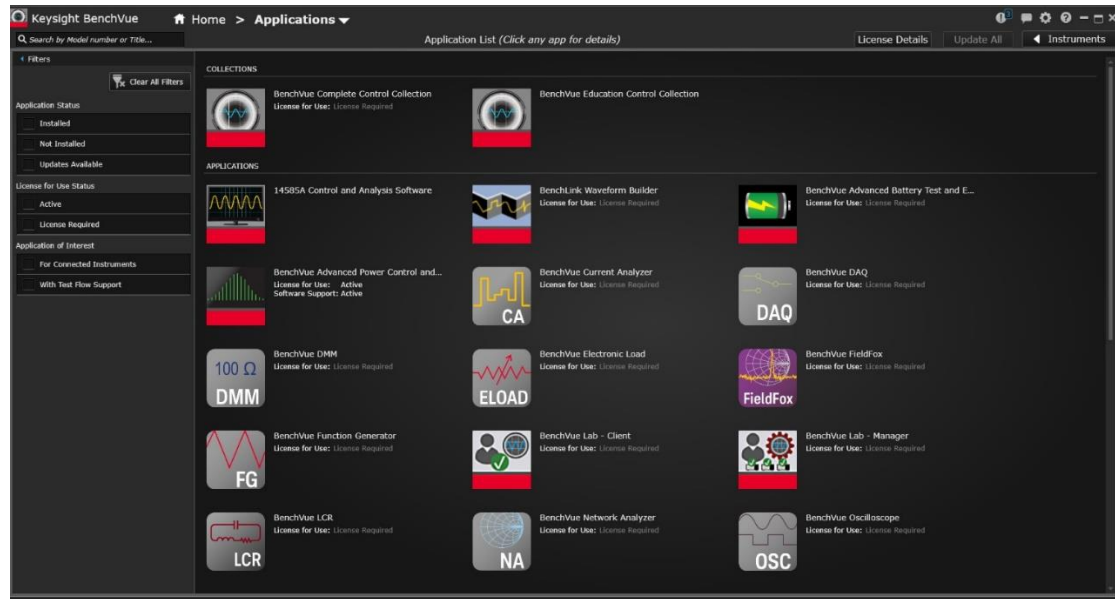 Keysight BenchVue
Home > Applications
Search by Model number or Title...
Application List (Click any app for details)
License Details
Update All
Instruments
Filters
Clear All Filters
Application Status
Installed
Not Installed
Updates Available
License for Use Status
Active
License Required
Application of Interest
For Connected Instruments
With Test Flow Support
COLLECTIONS
BenchVue Complete Control Collection
License for Use: License Required
BenchVue Education Control Collection
APPLICATIONS
14585A Control and Analysis Software
BenchLink Waveform Builder
License for Use: License Required
BenchVue Advanced Battery Test and E...
License for Use: License Required
BenchVue Advanced Power Control and...
License for Use: Active
Software Support: Active
CA
BenchVue Current Analyzer
License for Use: License Required
DAQ
BenchVue DAQ
License for Use: License Required
100 Ω
DMM
BenchVue DMM
License for Use: License Required
ELOAD
BenchVue Electronic Load
License for Use: License Required
FieldFox
BenchVue FieldFox
License for Use: License Required
FG
BenchVue Function Generator
License for Use: License Required
BenchVue Lab - Client
License for Use: License Required
BenchVue Lab - Manager
License for Use: License Required
LCR
BenchVue LCR
License for Use: License Required
NA
BenchVue Network Analyzer
License for Use: License Required
OSC
BenchVue Oscilloscope
License for Use: License Required